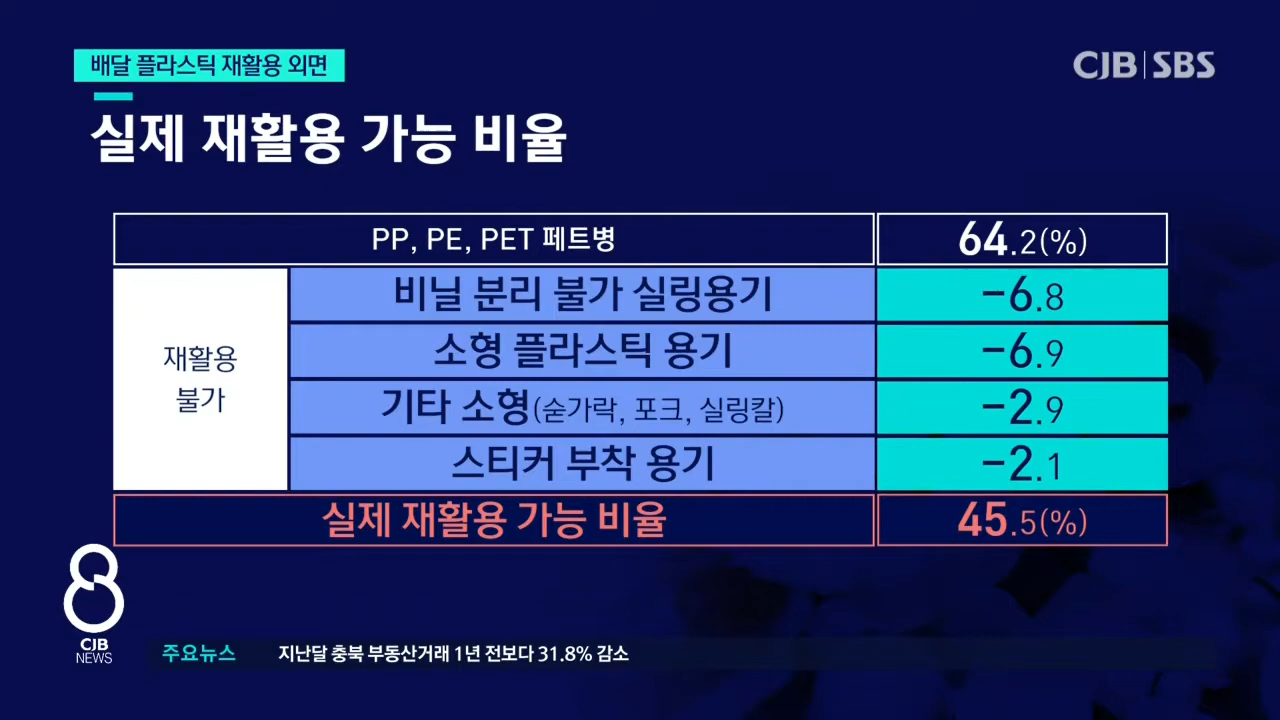 배달 플라스틱 재활용 외면
CJB SBS
실제 재활용 가능 비율
PP, PE, PET 페트병 64.2(%)
재활용
불가
비닐 분리 불가 실링용기 -6.8
소형 플라스틱 용기 -6.9
기타 소형(숟가락, 포크, 실링칼) -2.9
스티커 부착 용기 -2.1
실제 재활용 가능 비율 45.5(%)
8
CJB
NEWS
주요뉴스 지난달 충북 부동산거래 1년 전보다 31.8% 감소